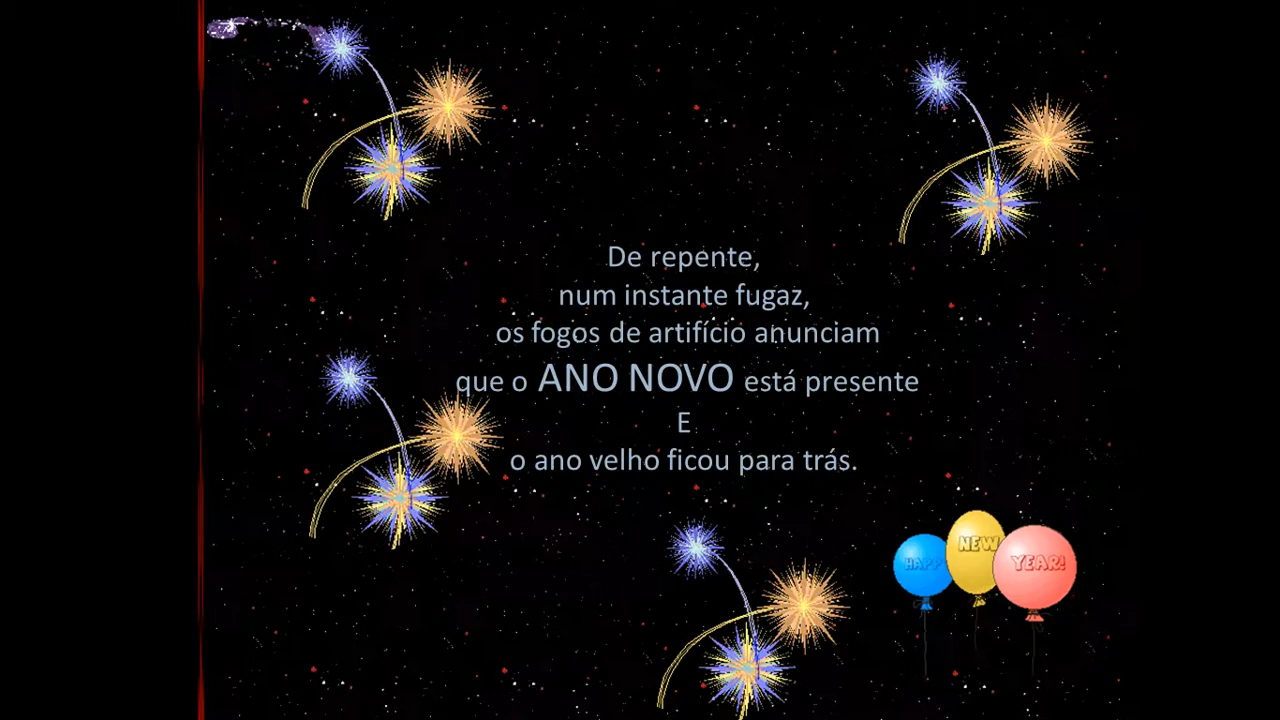 De repente,
num instante fugaz,
os fogos de artifício anunciam
que o ANO NOVO está presente
E
o ano velho ficou para trás.
HAPPY
NEW
YEAR!